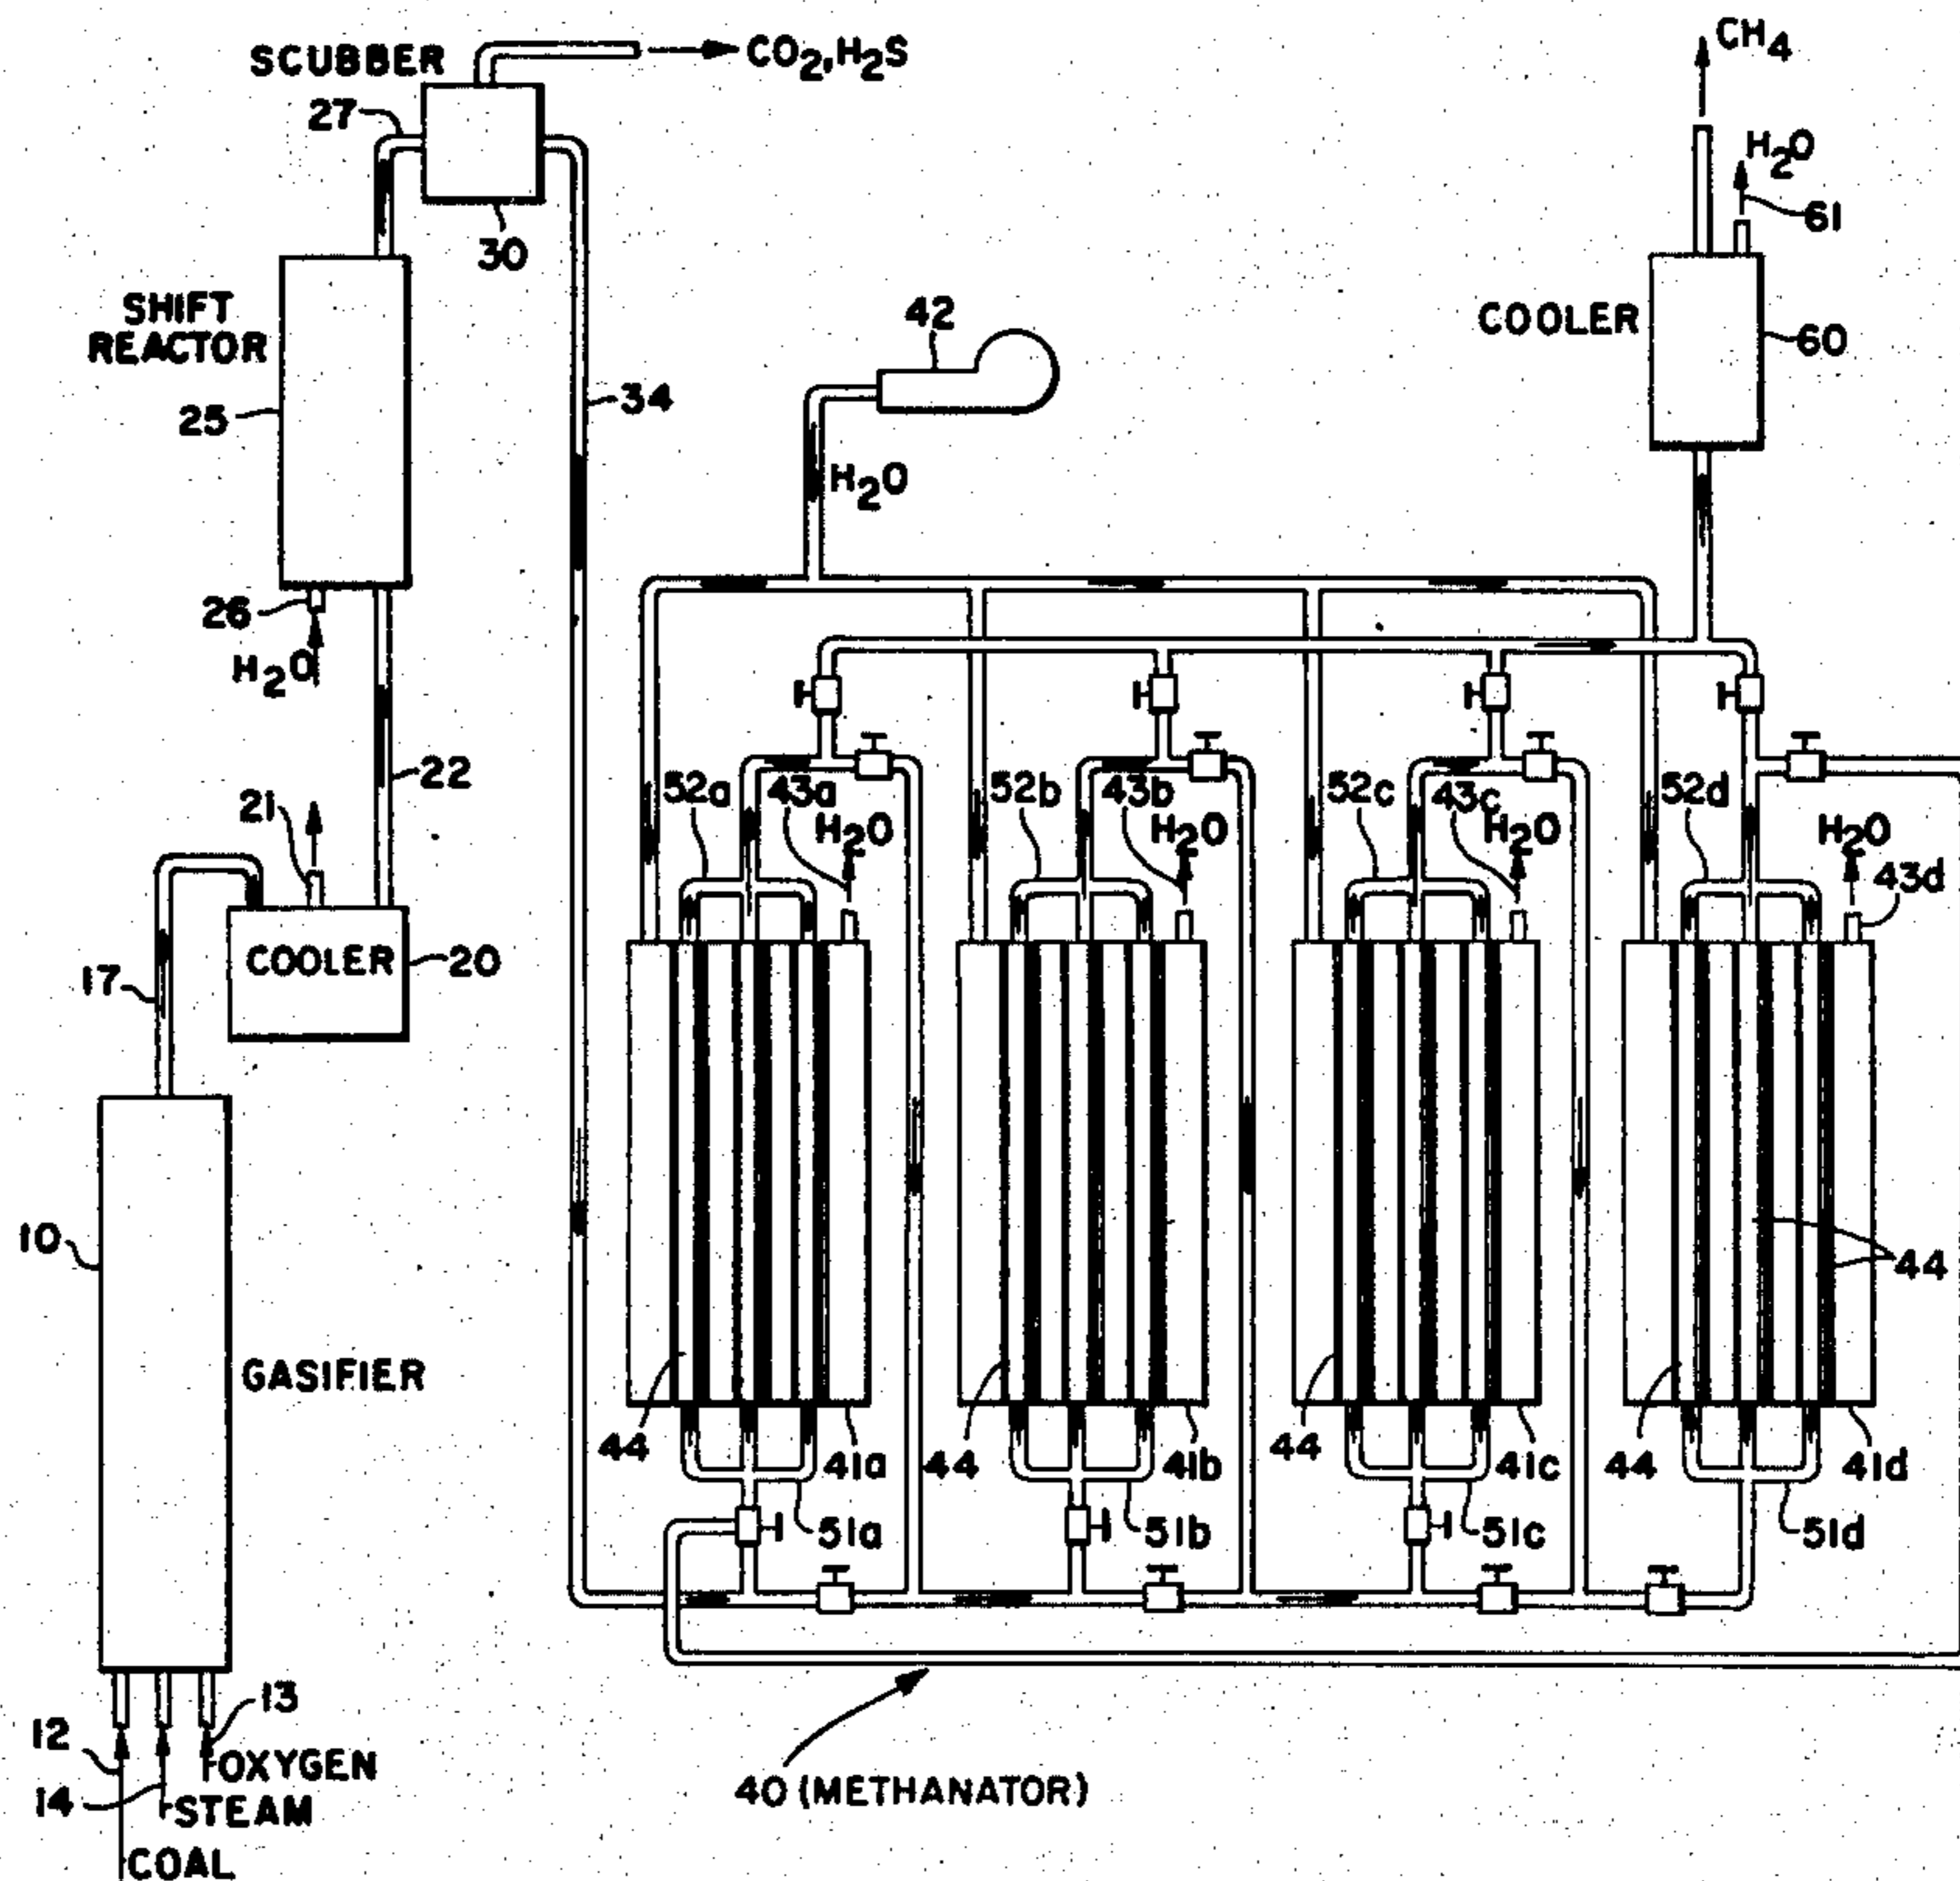 SCUBBER
CO2,H2S
27
30
CH4
H2O
61
COOLER
60
SHIFT
REACTOR
25
26
H2O
34
42
H2O
22
21
COOLER
20
17
52a
43a
H2O
52b
43b
H2O
52c
43c
H2O
52d
H2O
43d
10
GASIFIER
44
44
41a
44
41b
44
41c
44
41d
51a
51b
51c
51d
12
13
OXYGEN
14
STEAM
COAL
40 (METHANATOR)